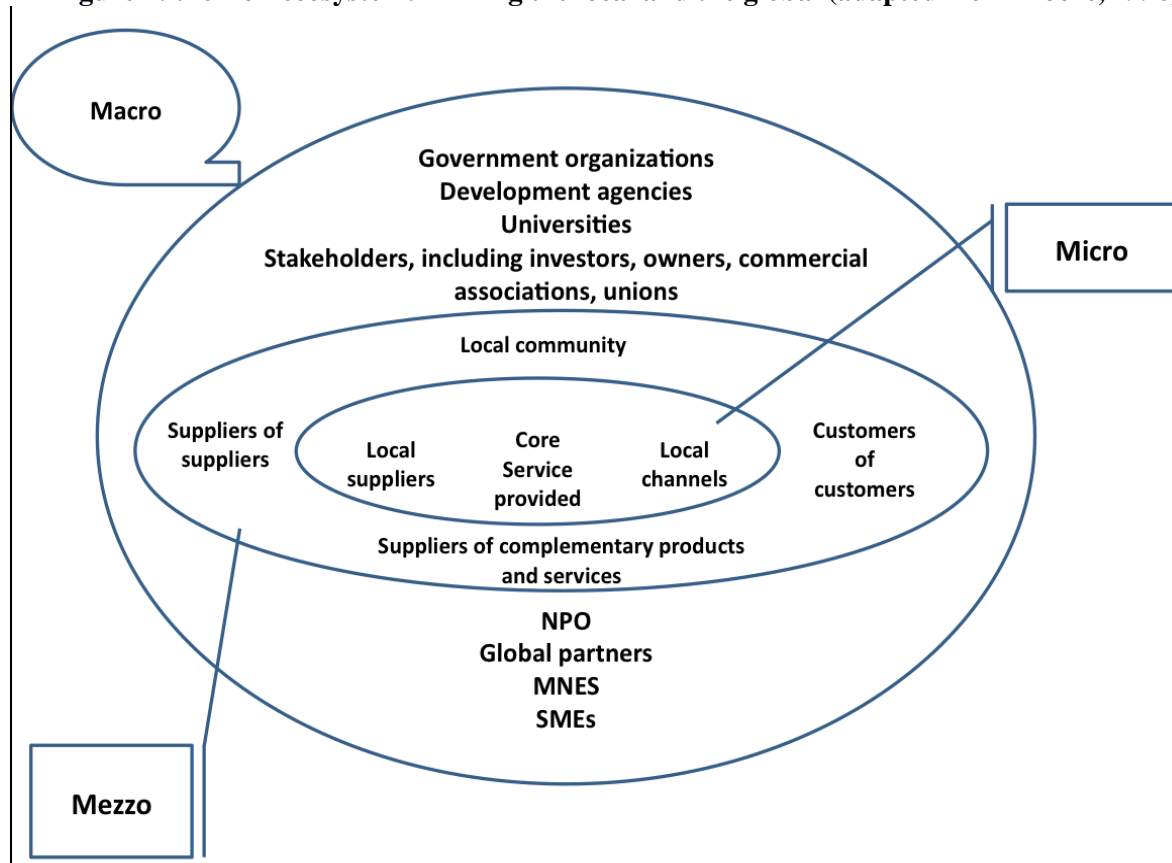 Macro
Government organizations
Development agencies
Universities
Stakeholders, including investors, owners, commercial
associations, unions
Micro
Local community
Suppliers of
suppliers
Local
suppliers
Core
Service
provided
Local
channels
Customers
of
customers
Suppliers of complementary products
and services
NPO
Global partners
MNES
SMEs
Mezzo